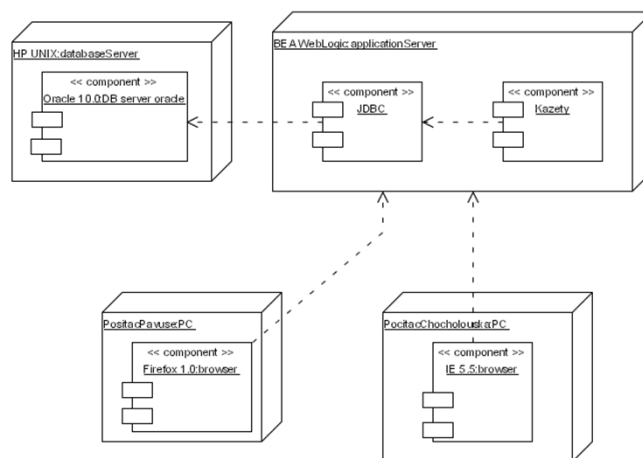 HP UNIX:databaseServer
<< component >>
Oracle 10.0:DB server oracle
BEA WebLogic:applicationServer
<< component >>
JDBC
<< component >>
Kazety
PositacPavuse:PC
<< component >>
Firefox 1.0:browser
PocitacChocholouska:PC
<< component >>
IE 5.5:browser